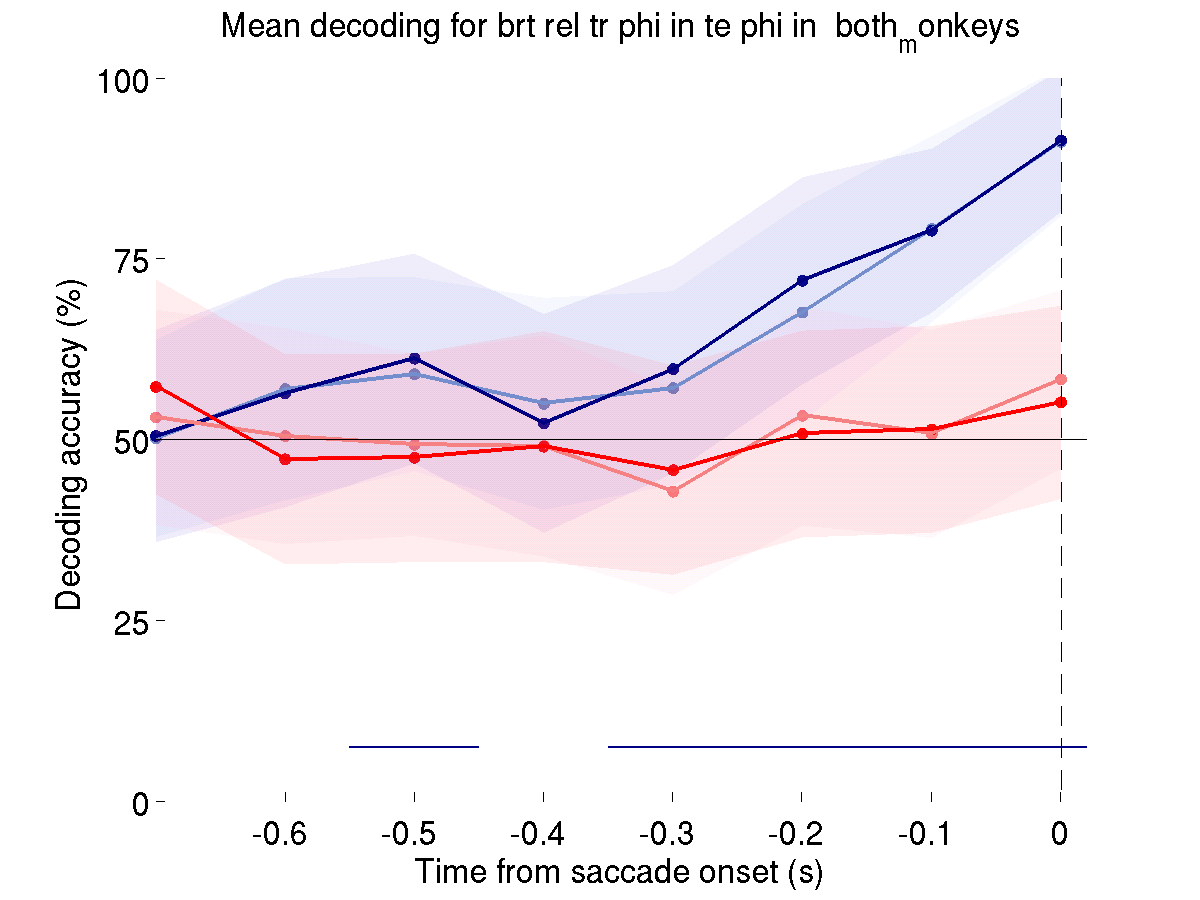 Mean decoding for brt rel tr phi in te phi in both_monkeys
100
75
50
25
0
Decoding accuracy (%)
-0.6 -0.5 -0.4 -0.3 -0.2 -0.1 0
Time from saccade onset (s)